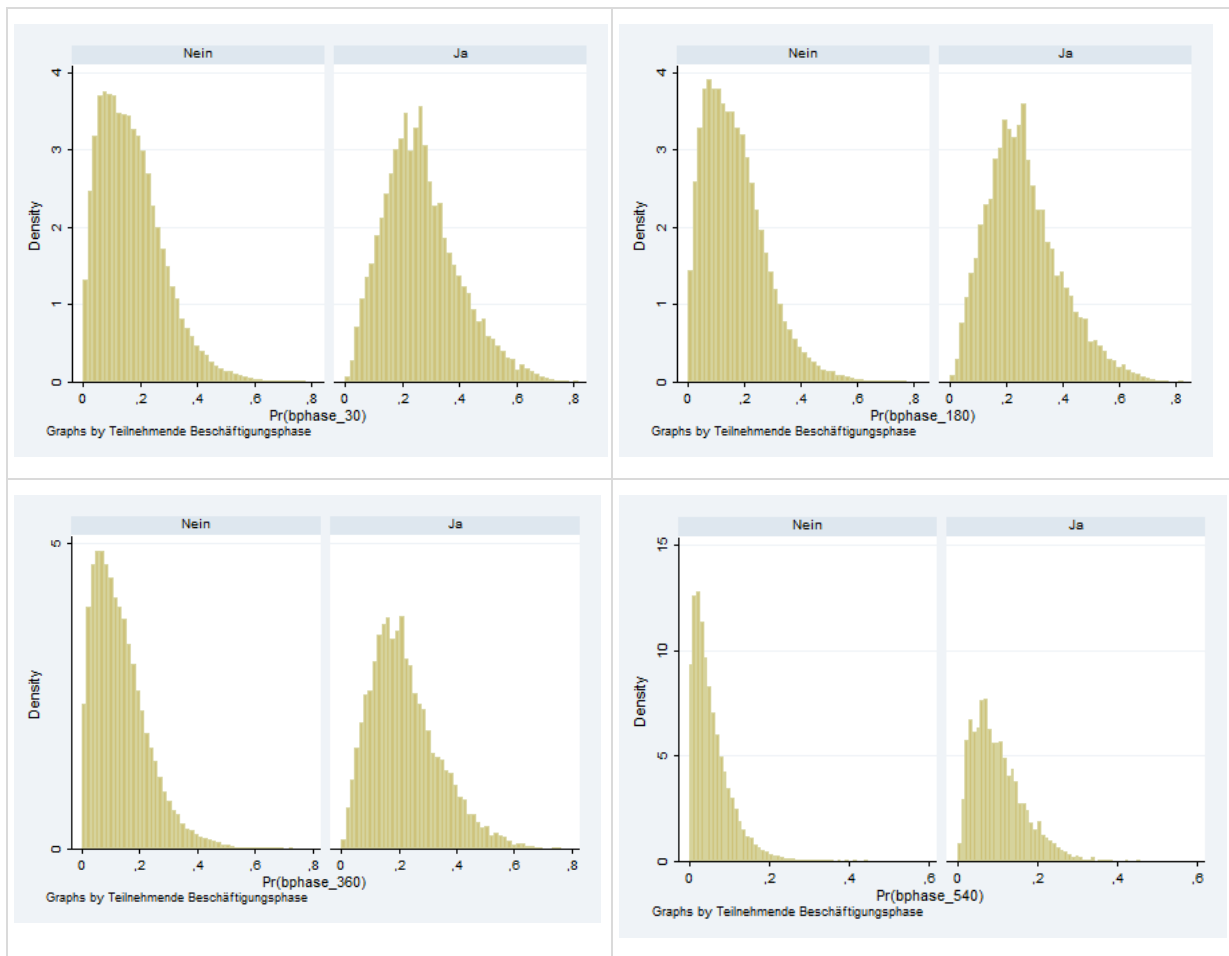 Nein Ja
4
3
2
1
0
Density
0 ,2 ,4 ,6 ,8 0 ,2 ,4 ,6 ,8
Pr(bphase_30)
Graphs by Teilnehmende Beschäftigungsphase
Nein Ja
4
3
2
1
0
Density
0 ,2 ,4 ,6 ,8 0 ,2 ,4 ,6 ,8
Pr(bphase_180)
Graphs by Teilnehmende Beschäftigungsphase
Nein Ja
5
0
Density
0 ,2 ,4 ,6 ,8 0 ,2 ,4 ,6 ,8
Pr(bphase_360)
Graphs by Teilnehmende Beschäftigungsphase
Nein Ja
15
10
5
0
Density
0 ,2 ,4 ,6 0 ,2 ,4 ,6
Pr(bphase_540)
Graphs by Teilnehmende Beschäftigungsphase